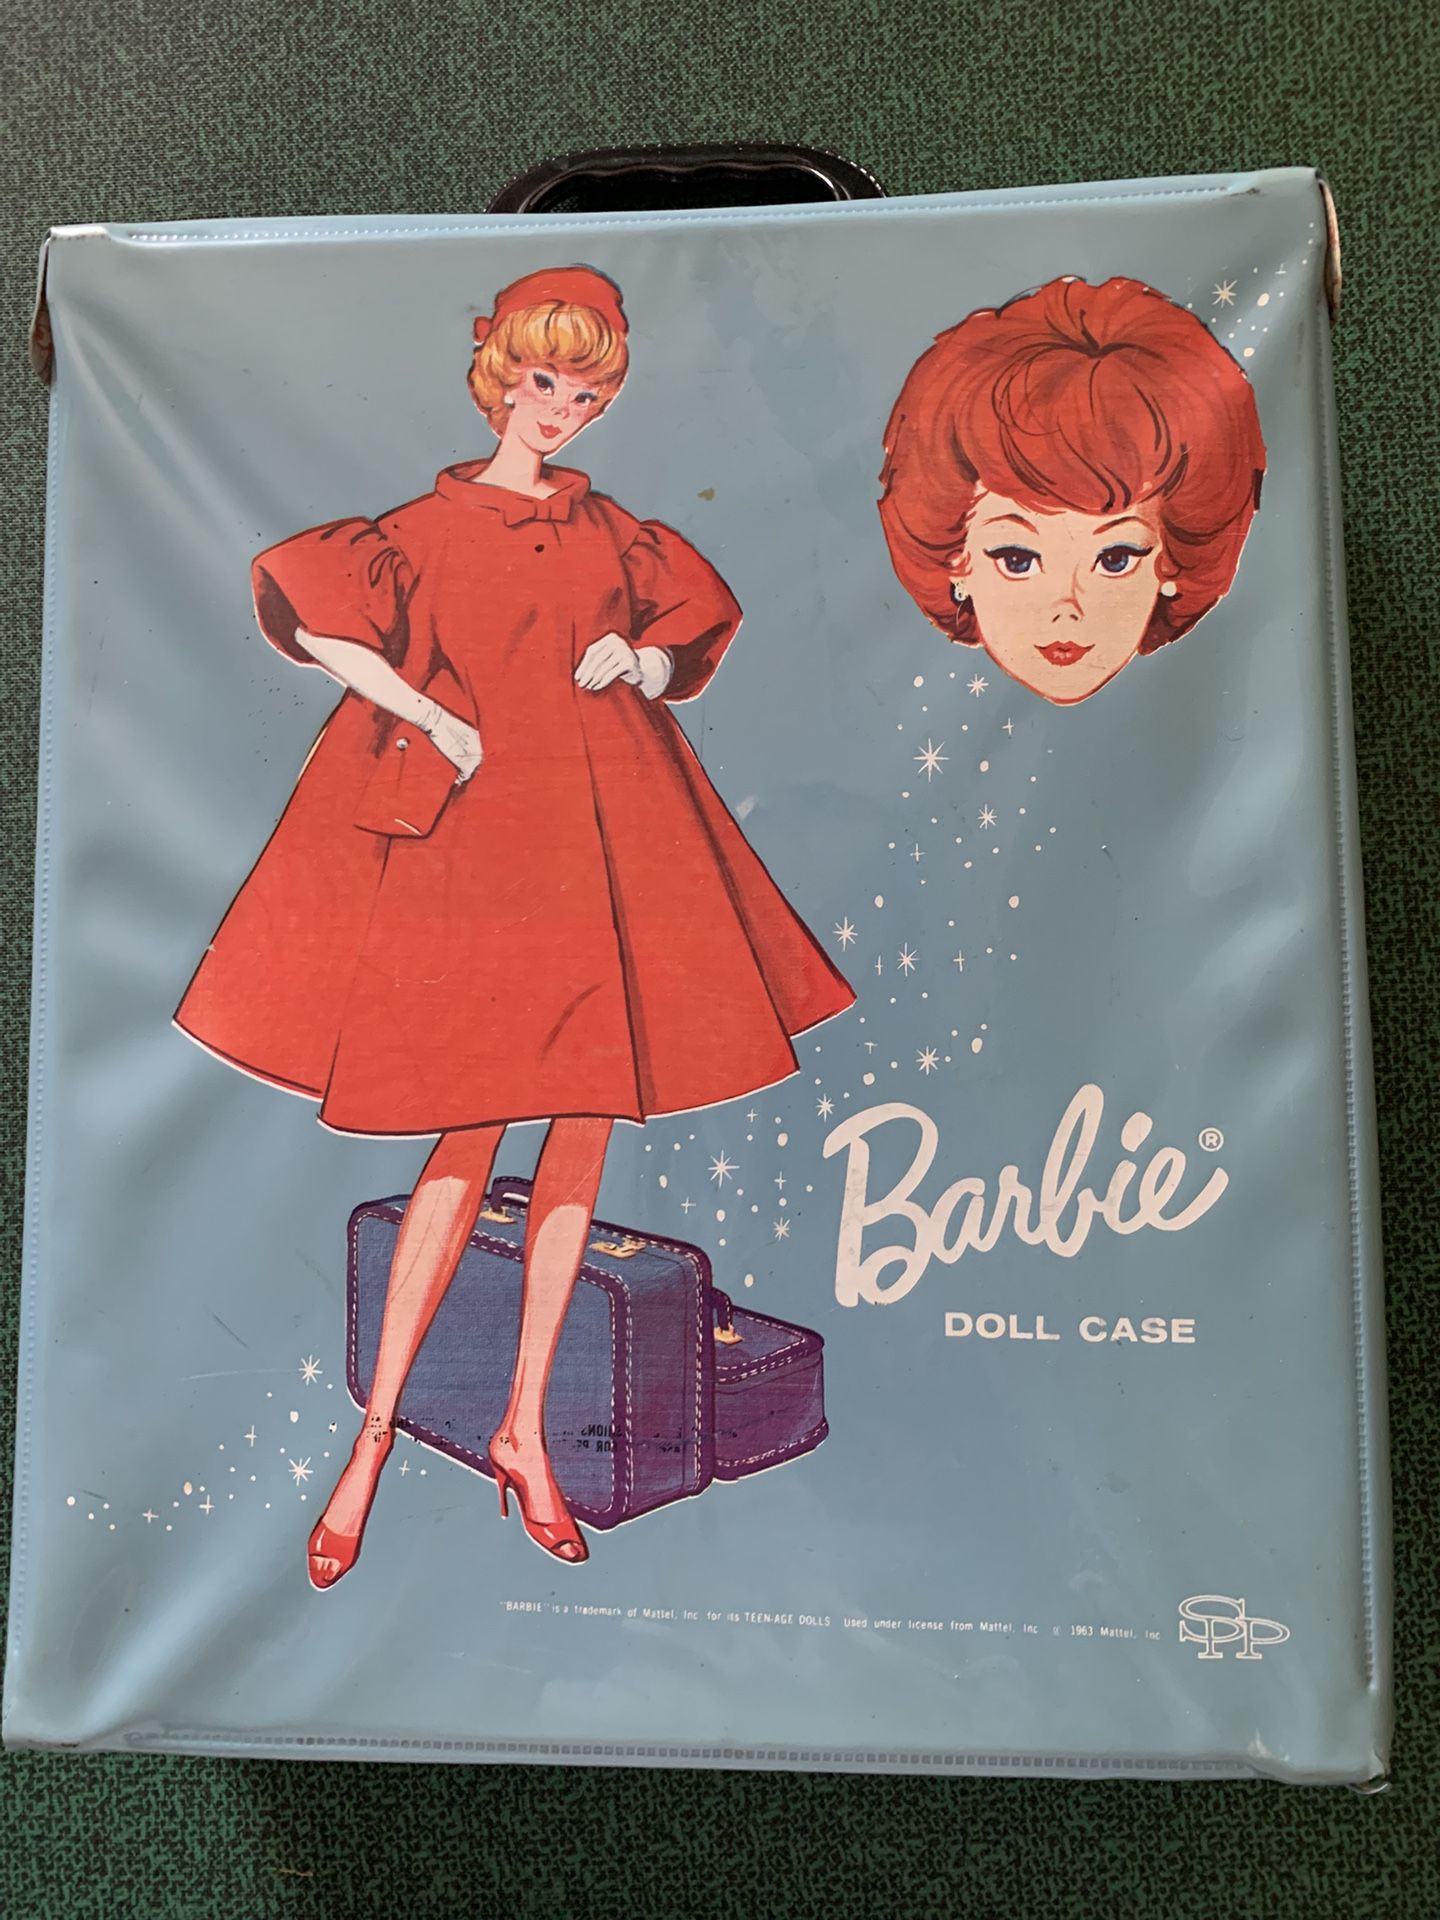 Barbie®
DOLL CASE
"BARBIE" is a trademark of Mattel, Inc. for its TEEN-AGE DOLLS Used under license from Mattel, Inc © 1963 Mattel, Inc
SPP